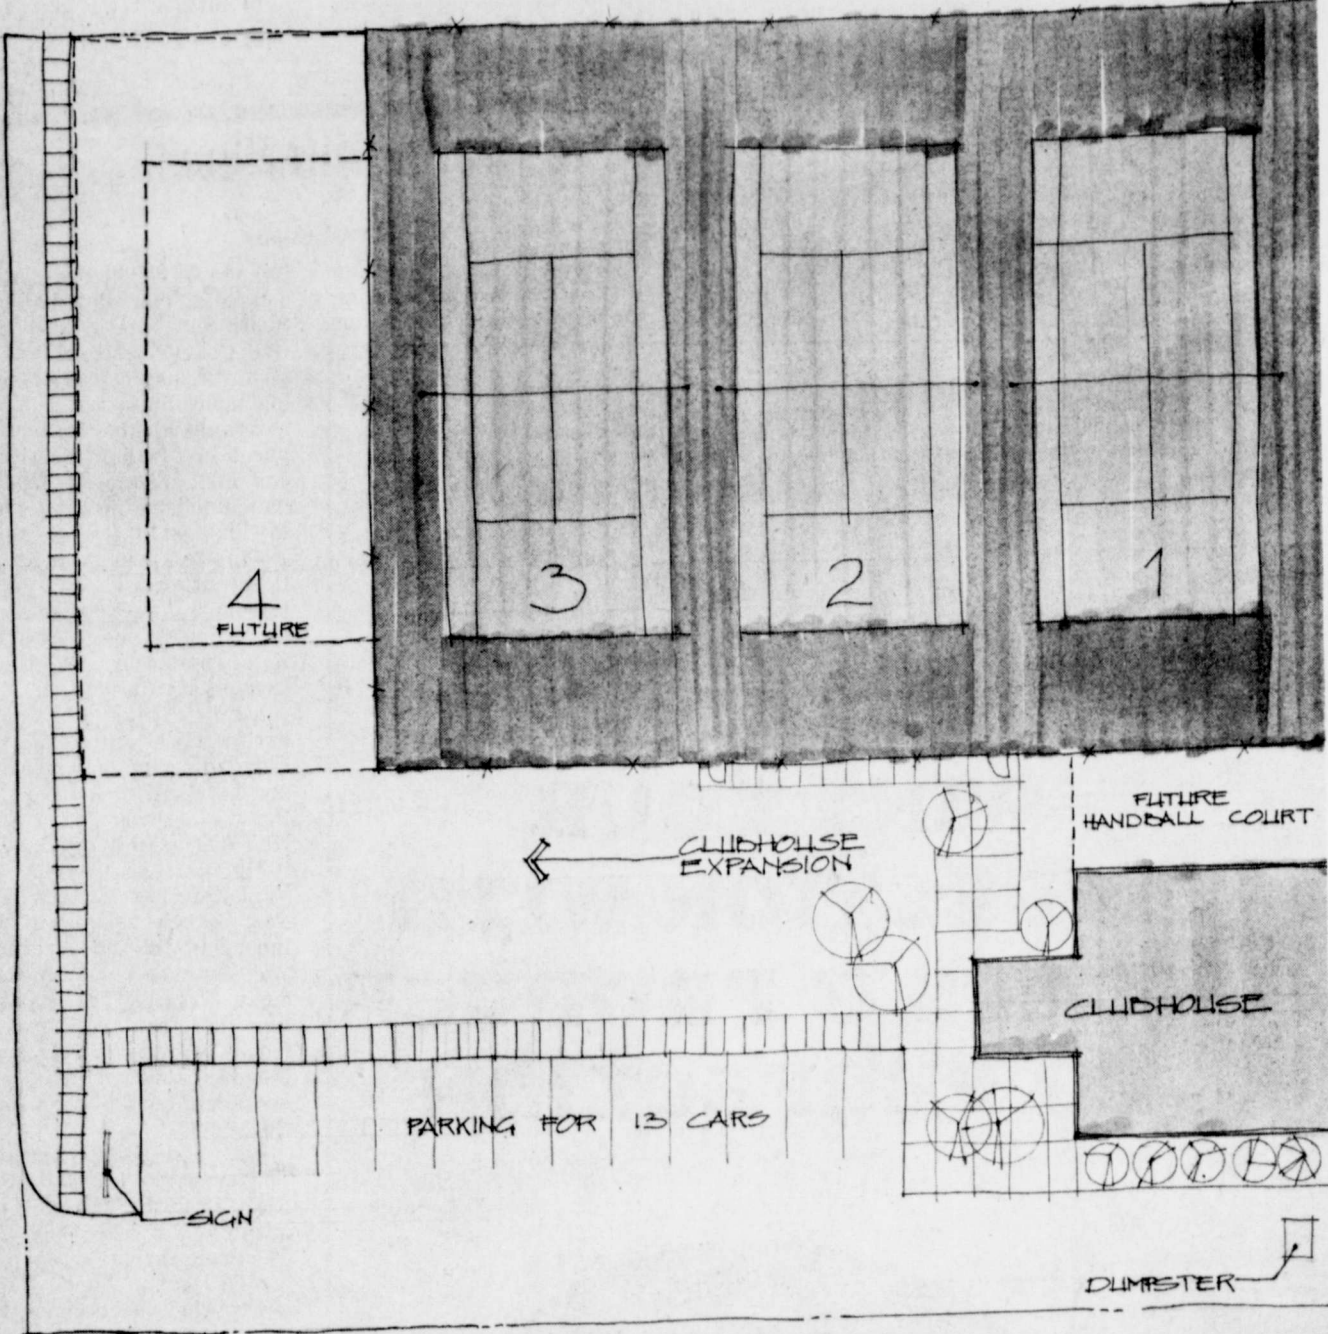 4
FUTURE
3
2
1
FUTURE
HANDBALL COURT
CLUBHOUSE
EXPANSION
CLUBHOUSE
PARKING FOR 13 CARS
SIGN
DUMPSTER